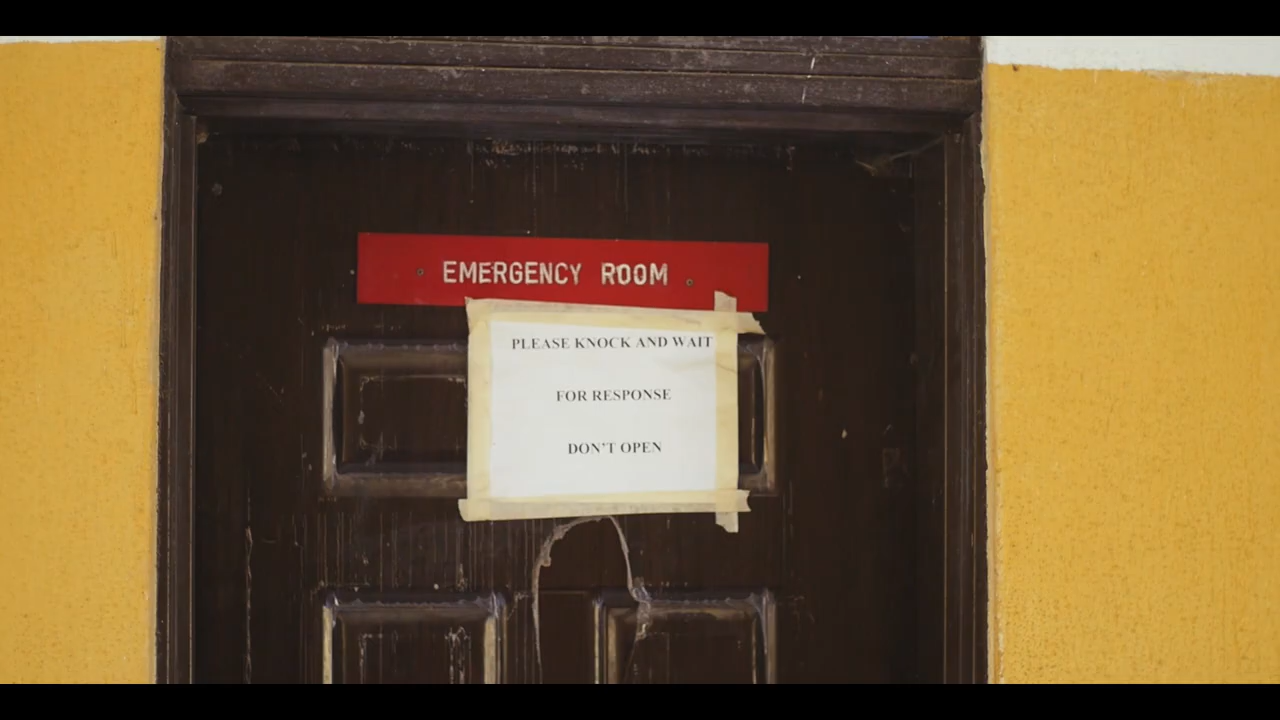 EMERGENCY ROOM
PLEASE KNOCK AND WAIT
FOR RESPONSE
DON'T OPEN